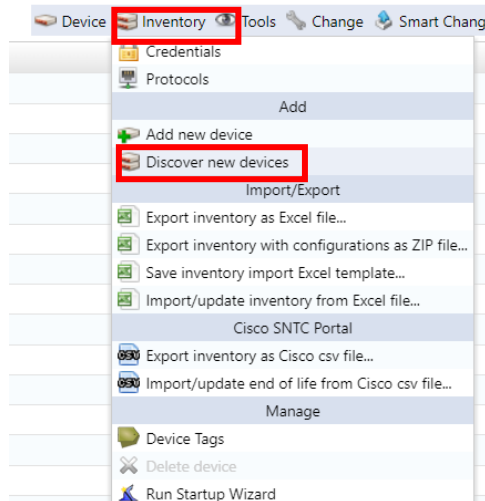 Device Inventory Tools Change Smart Chang
Credentials
Protocols
Add
Add new device
Discover new devices
Import/Export
Export inventory as Excel file...
Export inventory with configurations as ZIP file...
Save inventory import Excel template...
Import/update inventory from Excel file...
Cisco SNTC Portal
CSV Export inventory as Cisco csv file...
CSV Import/update end of life from Cisco csv file...
Manage
Device Tags
Delete device
Run Startup Wizard